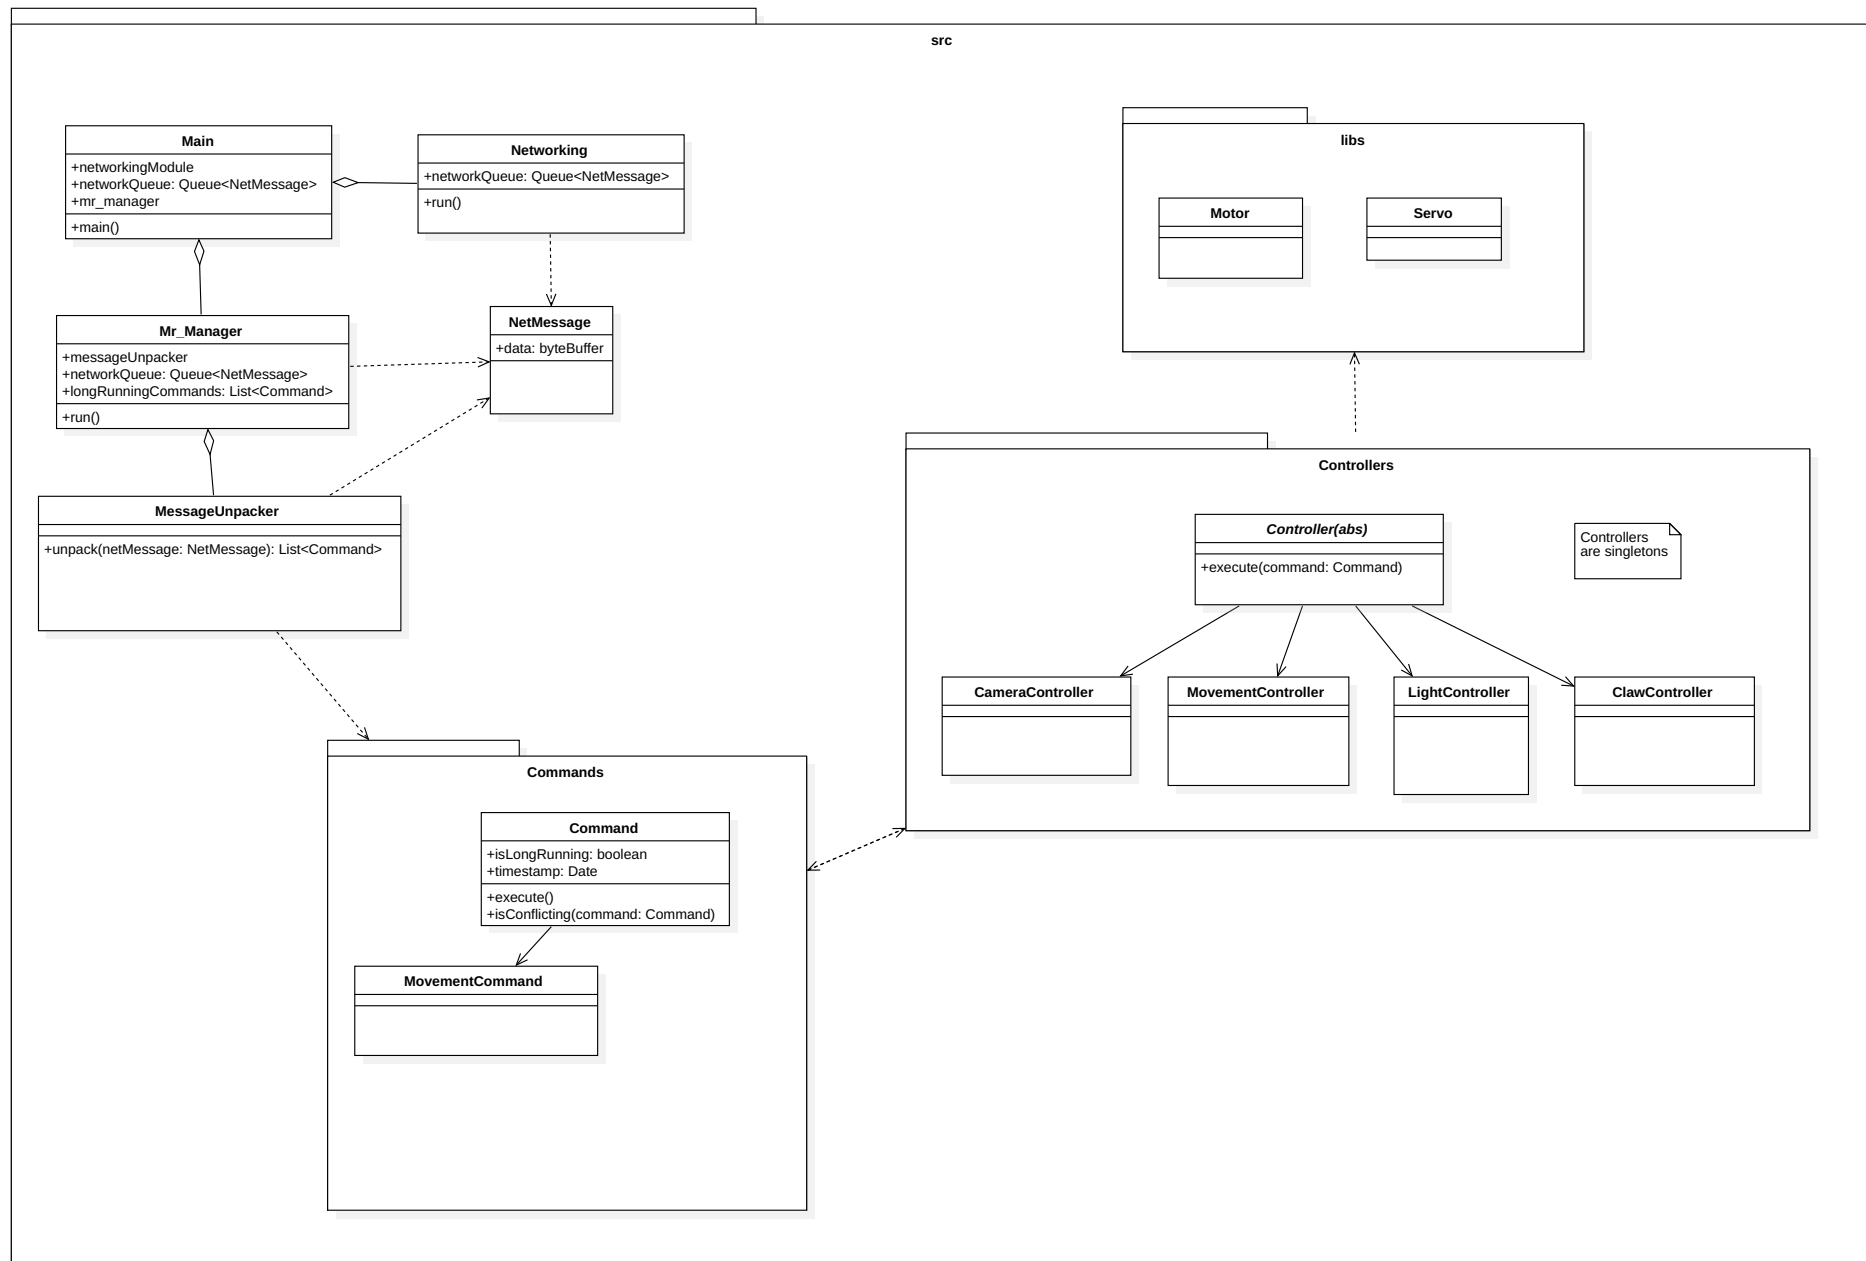 src
Main
+networkingModule
+networkQueue: Queue<NetMessage>
+mr_manager
+main()
Networking
+networkQueue: Queue<NetMessage>
+run()
libs
Motor
Servo
Mr_Manager
+messageUnpacker
+networkQueue: Queue<NetMessage>
+longRunningCommands: List<Command>
+run()
NetMessage
+data: byteBuffer
MessageUnpacker
+unpack(netMessage: NetMessage): List<Command>
Controllers
Controller(abs)
+execute(command: Command)
Controllers
are singletons
CameraController
MovementController
LightController
ClawController
Commands
Command
+isLongRunning: boolean
+timestamp: Date
+execute()
+isConflicting(command: Command)
MovementCommand